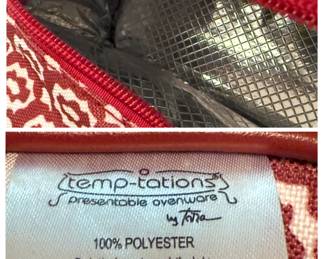 temp-tations
presentable ovenware
by Tara
100% POLYESTER